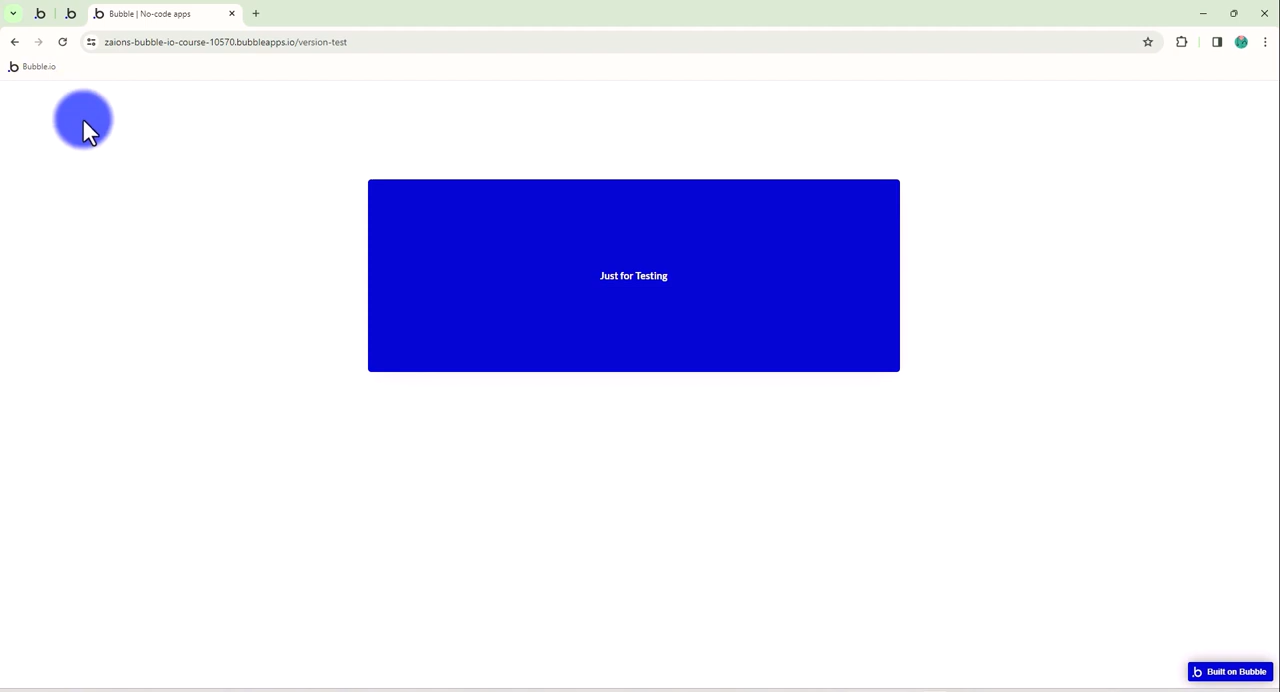 Bubble | No-code apps
zaions-bubble-io-course-10570.bubbleapps.io/version-test
.b Bubble.io
Just for Testing
.b Built on Bubble